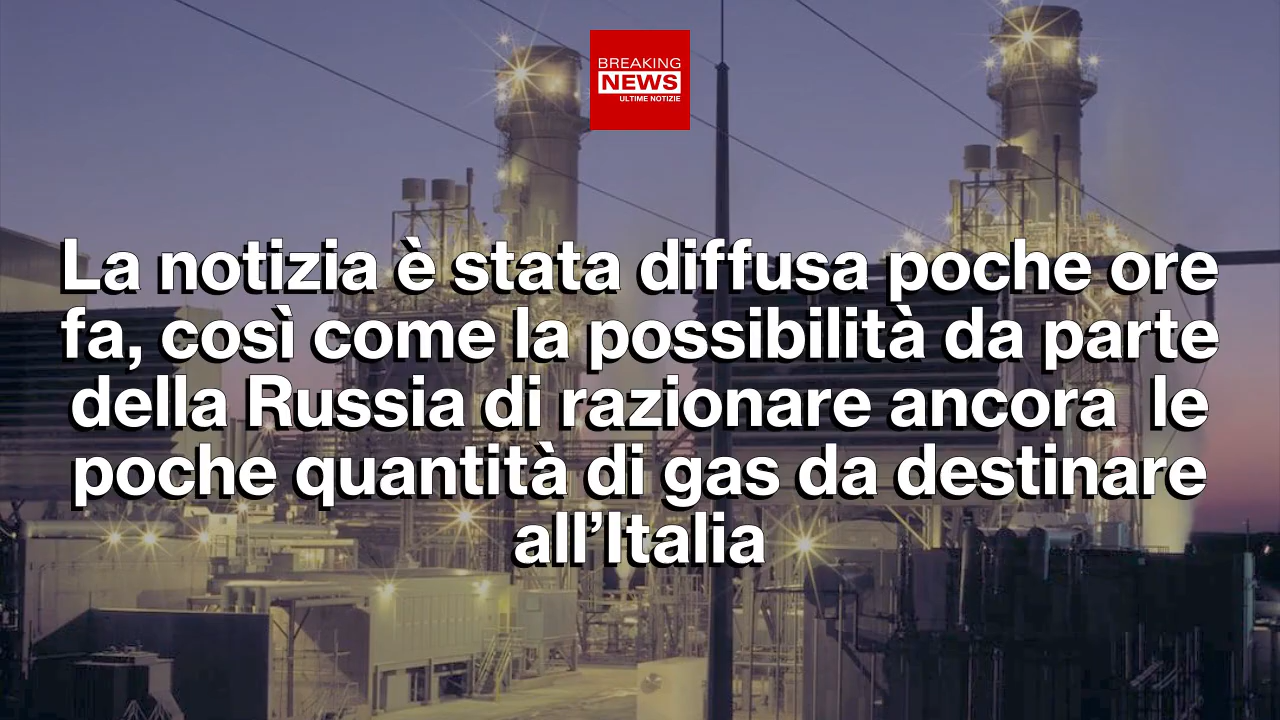 BREAKING
NEWS
ULTIME NOTIZIE
La notizia è stata diffusa poche ore
fa, così come la possibilità da parte
della Russia di razionare ancora  le
poche quantità di gas da destinare
all’Italia